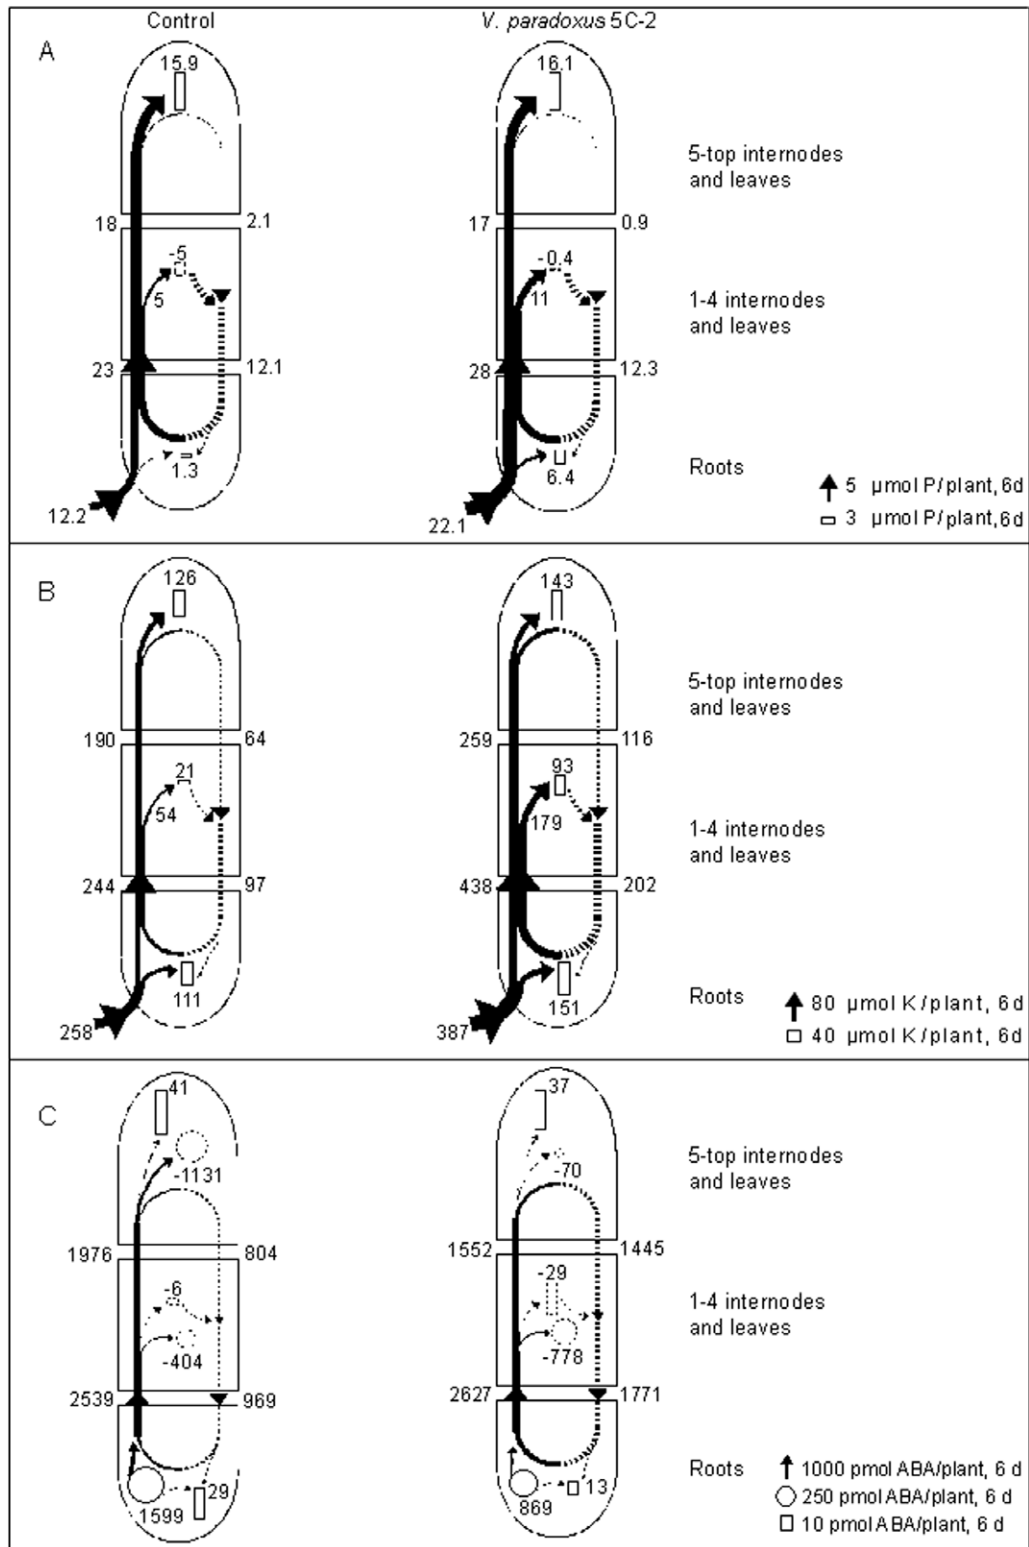 Control
V. paradoxus 5C-2
A
15.9
16.1
5-top internodes
and leaves
18
2.1
17
0.9
-5
-0.4
5
11
1-4 internodes
and leaves
23
12.1
28
12.3
1.3
6.4
Roots
12.2
22.1
5 μmol P/plant, 6d
3 μmol P/plant,6d
B
126
143
5-top internodes
and leaves
190
64
259
116
21
93
54
179
1-4 internodes
and leaves
244
97
438
202
111
151
Roots
258
387
80 μmol K/plant, 6d
40 μmol K/plant, 6d
C
41
37
-1131
-70
5-top internodes
and leaves
1976
804
1552
1445
-6
-29
-404
-778
1-4 internodes
and leaves
2539
969
2627
1771
1599
29
869
13
Roots
1000 pmol ABA/plant, 6 d
250 pmol ABA/plant, 6 d
10 pmol ABA/plant, 6 d